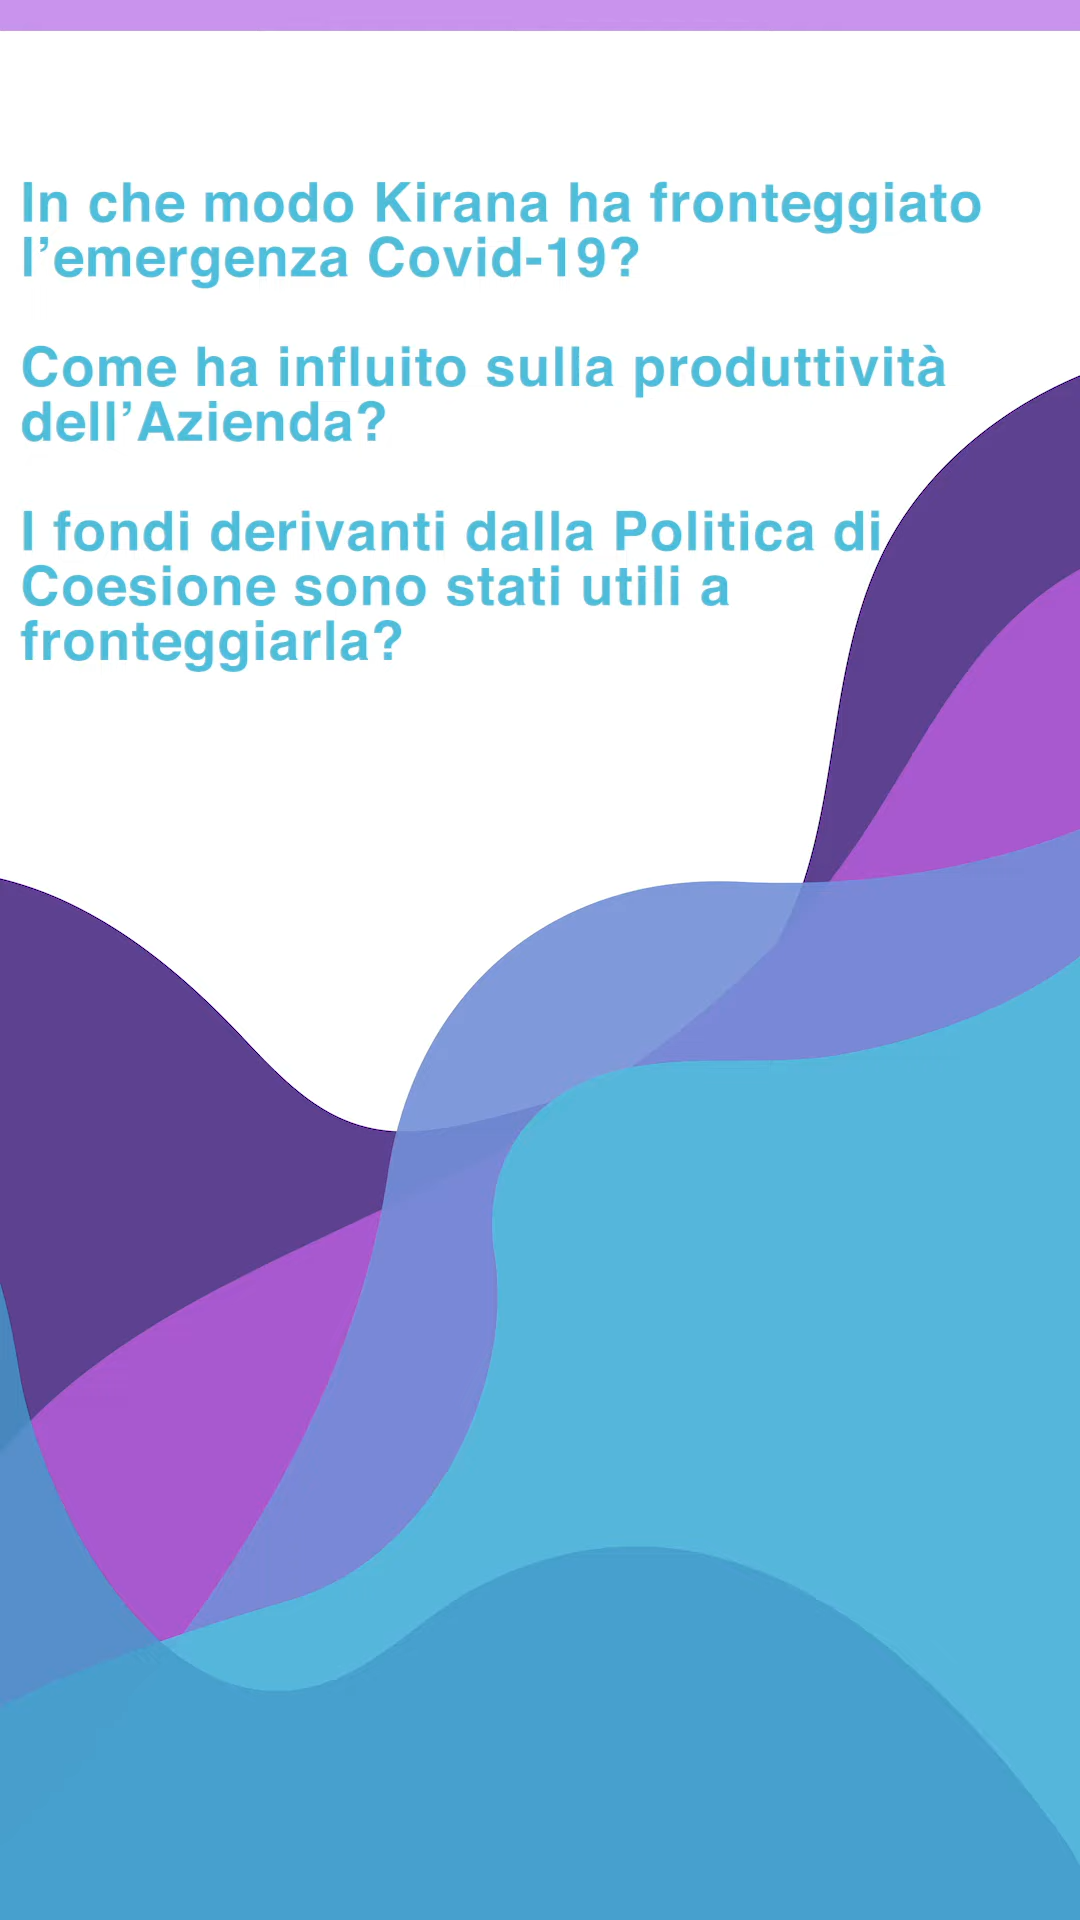 In che modo Kirana ha fronteggiato
l’emergenza Covid-19?
Come ha influito sulla produttività
dell’Azienda?
I fondi derivanti dalla Politica di
Coesione sono stati utili a
fronteggiarla?